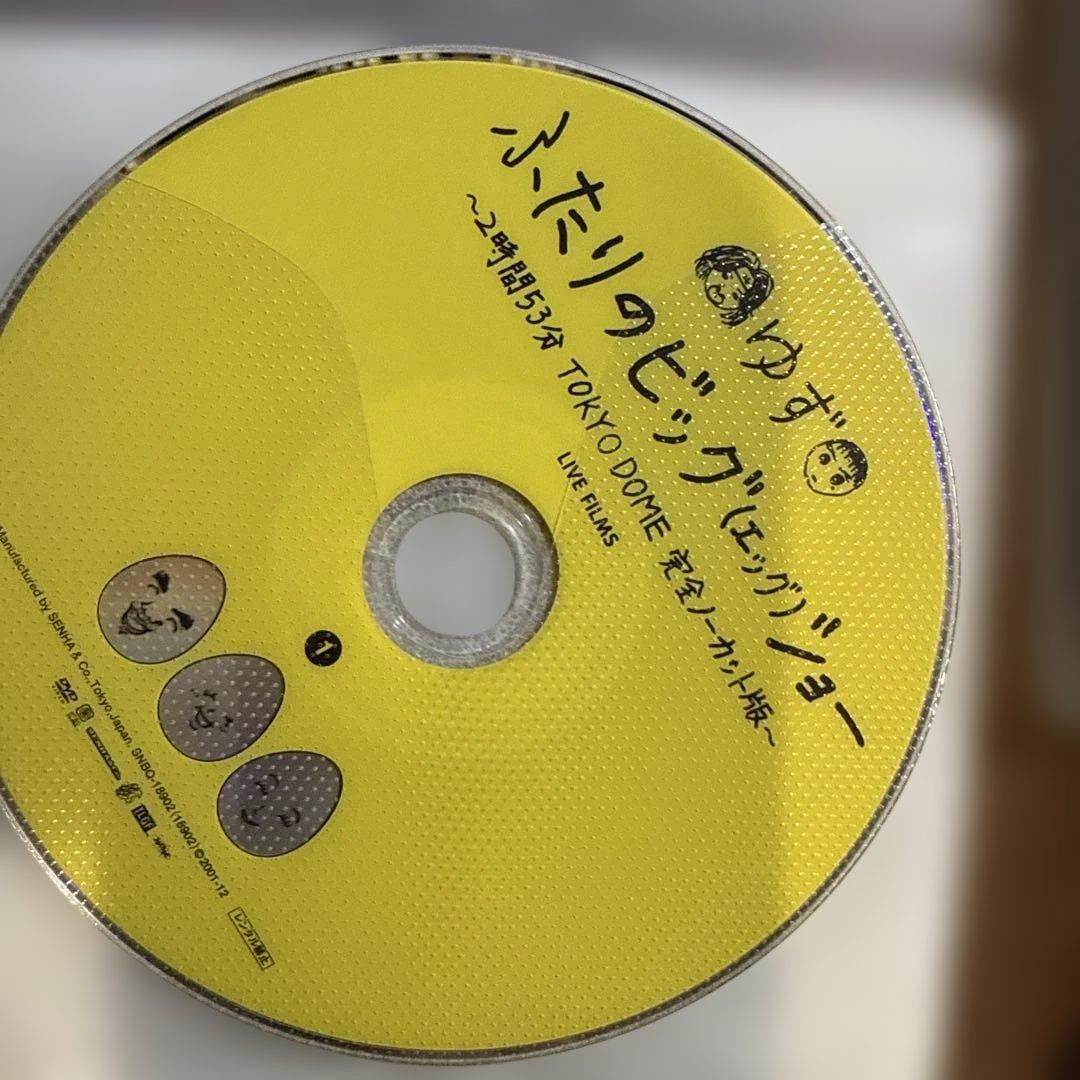 ゆず
ふたりのビッグ(エッグ)ショー
～2時間53分 TOKYO DOME 完全ノーカット版～
LIVE FILMS
1
Manufactured by SENHA & Co., Tokyo, Japan. SNBQ-18902 (18902) © 2001-12
DVD
レンタル禁止